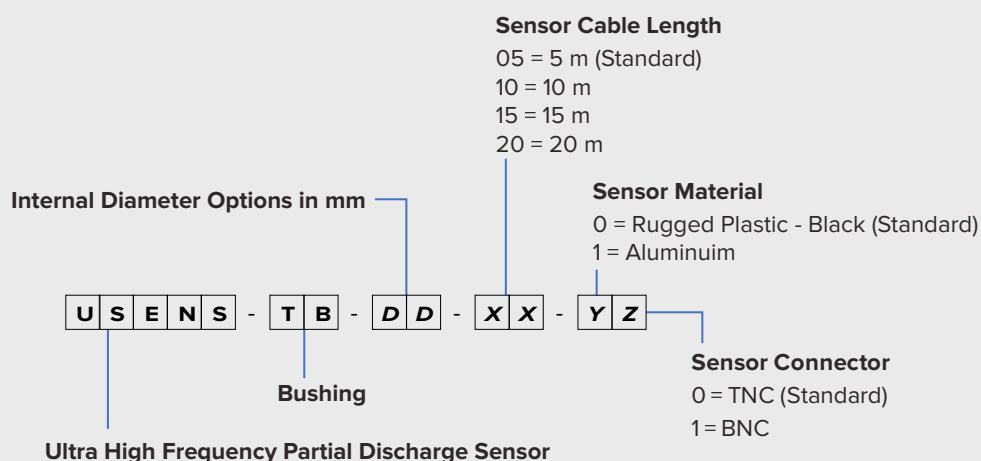 Sensor Cable Length
05 = 5 m (Standard)
10 = 10 m
15 = 15 m
20 = 20 m
Internal Diameter Options in mm
Sensor Material
0 = Rugged Plastic - Black (Standard)
1 = Aluminuim
U S E N S - T B - D D - X X - Y Z
Sensor Connector
0 = TNC (Standard)
1 = BNC
Bushing
Ultra High Frequency Partial Discharge Sensor